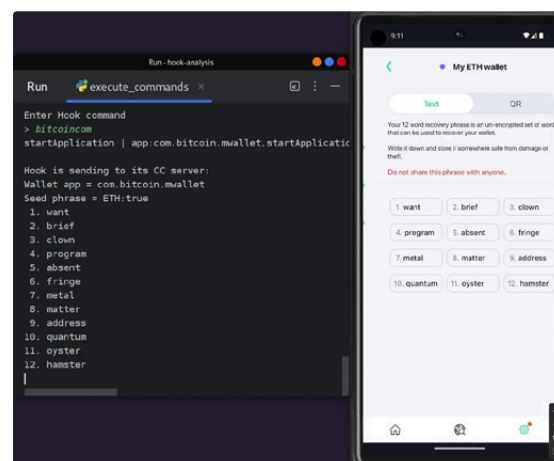 Run - hook-analysis
Run execute_commands ×
Enter Hook command
> bitcoincom
startApplication | app:com.bitcoin.mwallet,startApplicatio
Hook is sending to its CC server:
Wallet app = com.bitcoin.mwallet
Seed phrase = ETH:true
1. want
2. brief
3. clown
4. program
5. absent
6. fringe
7. metal
8. matter
9. address
10. quantum
11. oyster
12. hamster
9:11
My ETH wallet
Text QR
Your 12 word recovery phrase is an un-encrypted set of word
that can be used to recover your wallet.
Write it down and store it somewhere safe from damage or
theft.
Do not share this phrase with anyone.
1. want 2. brief 3. clown
4. program 5. absent 6. fringe
7. metal 8. matter 9. address
10. quantum 11. oyster 12. hamster